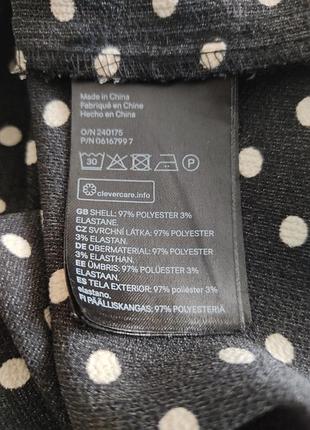 Made in China
Fabriqué en Chine
Hecho en China
O/N 240175
P/N 0616799 7
30
P
clevercare.info
GB SHELL: 97% POLYESTER 3%
ELASTANE.
CZ SVRCHNÍ LÁTKA: 97% POLYESTER
3% ELASTAN.
DE OBERMATERIAL: 97% POLYESTER
3% ELASTHAN.
EE ÜMBRIS: 97% POLÜESTER 3%
ELASTAAN.
ES TELA EXTERIOR: 97% poliéster 3%
elastano.
FI PÄÄLLISKANGAS: 97% POLYESTERIÄ